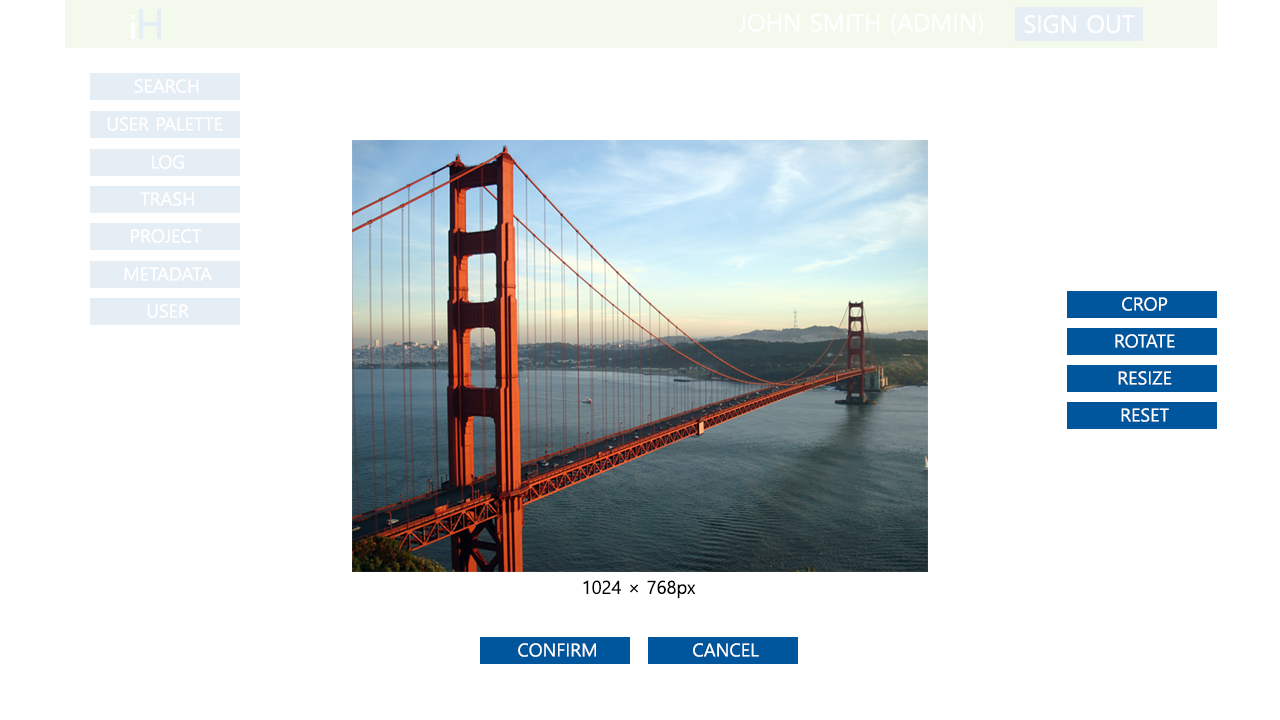 iH
JOHN SMITH (ADMIN)
SIGN OUT
SEARCH
USER PALETTE
LOG
TRASH
PROJECT
METADATA
USER
CROP
ROTATE
RESIZE
RESET
1024 × 768px
CONFIRM
CANCEL